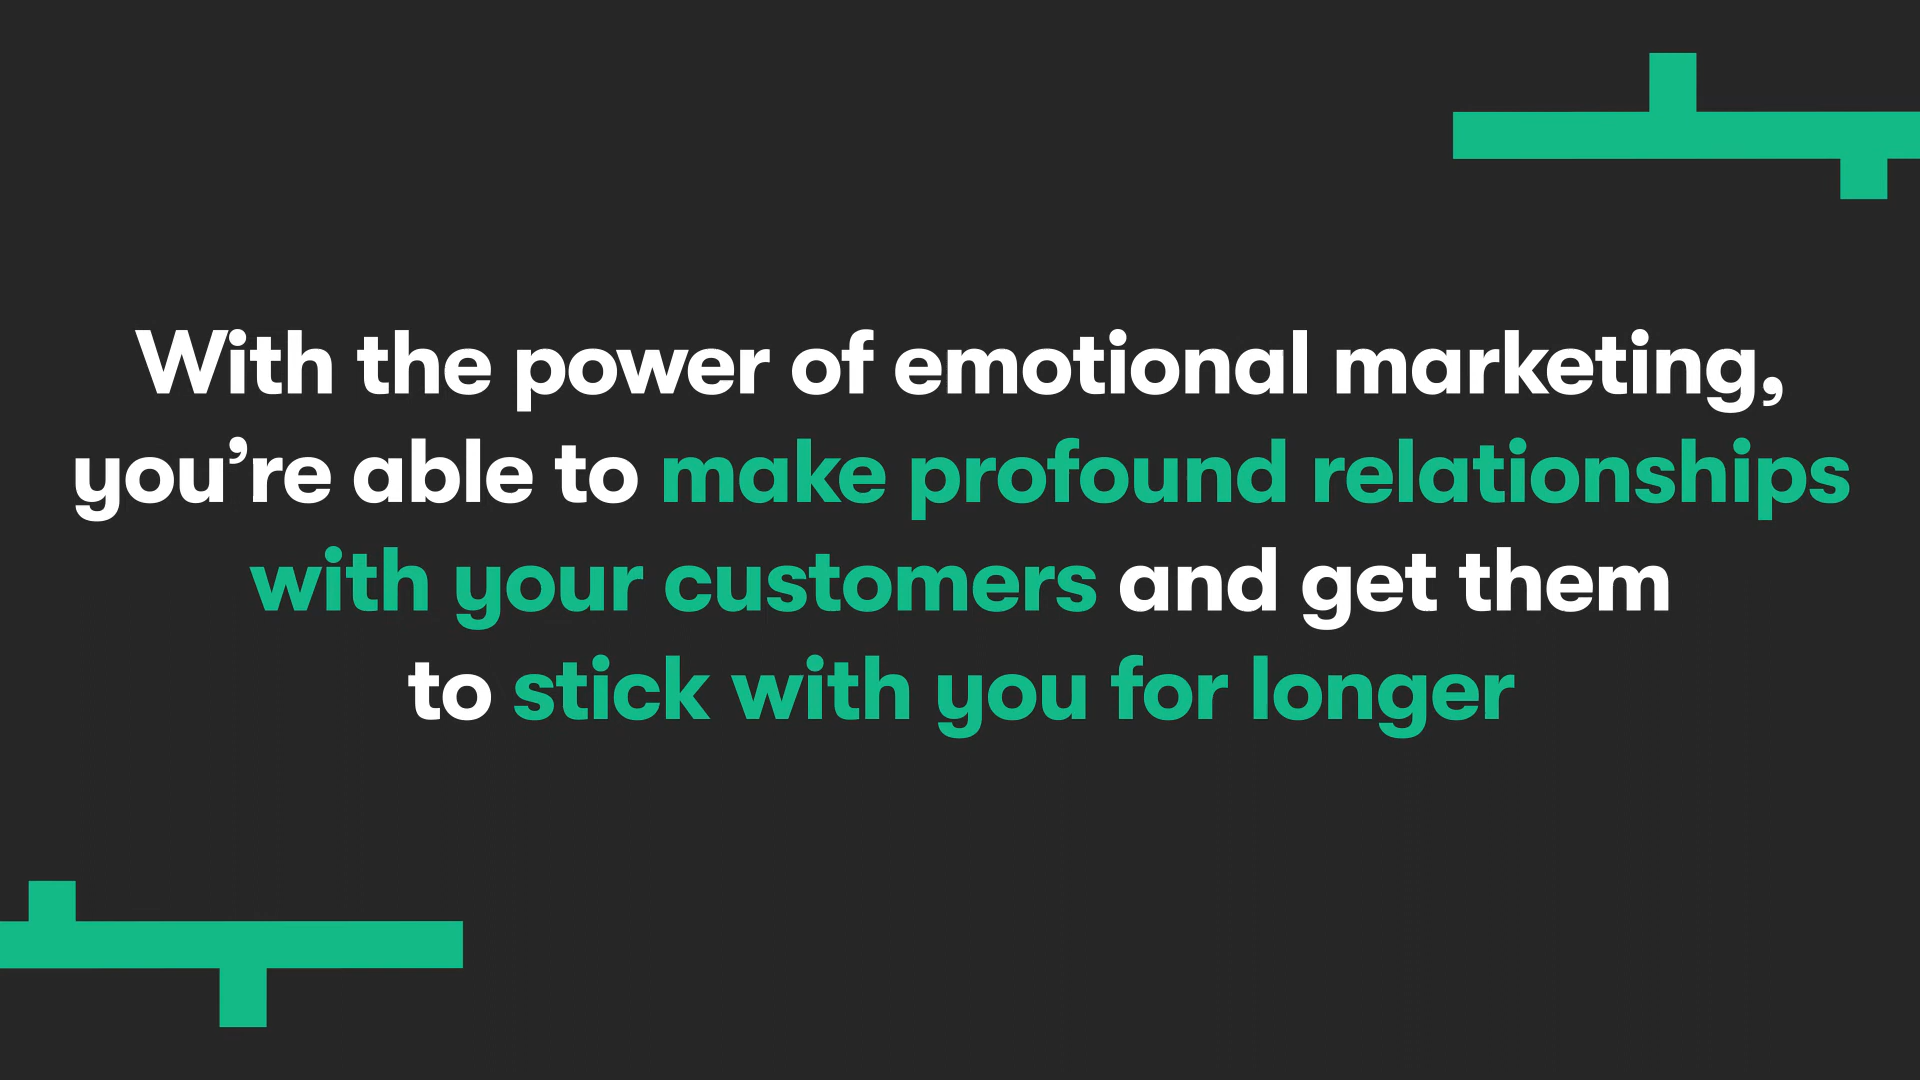 With the power of emotional marketing,
you’re able to make profound relationships
with your customers and get them
to stick with you for longer